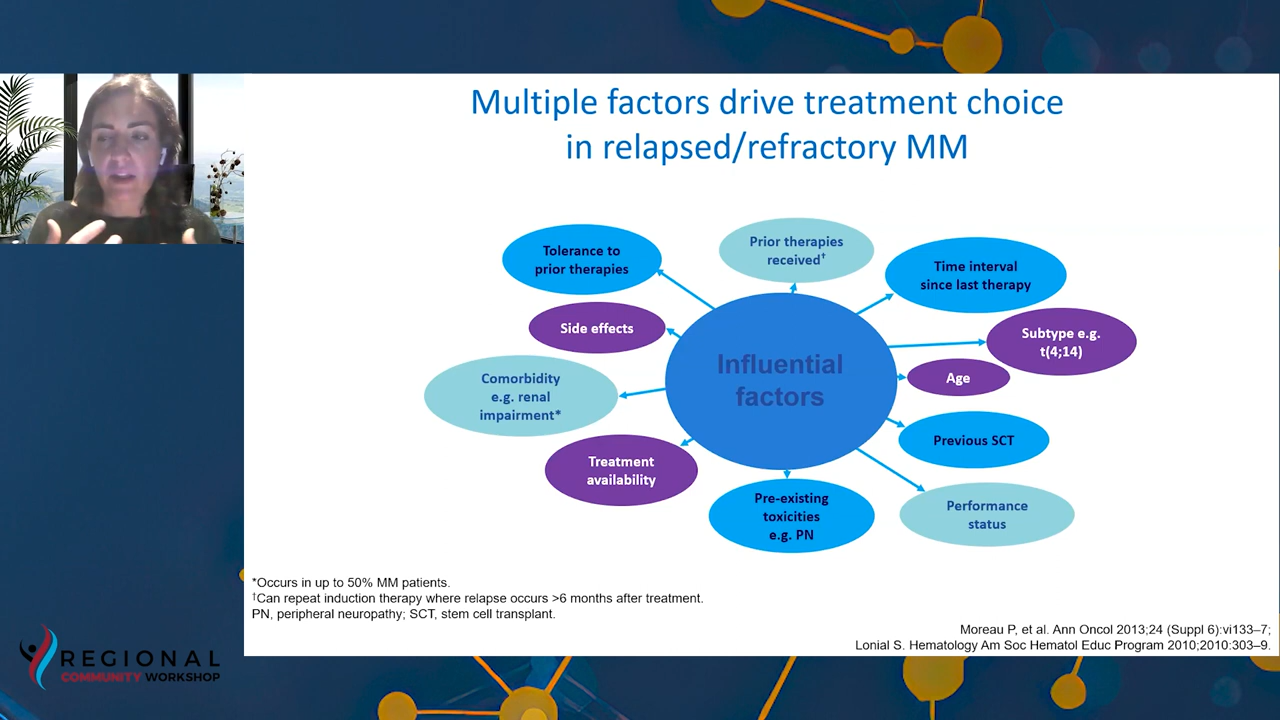 Multiple factors drive treatment choice
in relapsed/refractory MM
Tolerance to
prior therapies
Prior therapies
received†
Time interval
since last therapy
Side effects
Subtype e.g.
t(4;14)
Influential
factors
Age
Comorbidity
e.g. renal
impairment*
Previous SCT
Treatment
availability
Pre-existing
toxicities
e.g. PN
Performance
status
*Occurs in up to 50% MM patients.
†Can repeat induction therapy where relapse occurs >6 months after treatment.
PN, peripheral neuropathy; SCT, stem cell transplant.
Moreau P, et al. Ann Oncol 2013;24 (Suppl 6):vi133–7;
Lonial S. Hematology Am Soc Hematol Educ Program 2010;2010:303–9.
REGIONAL
COMMUNITY WORKSHOP